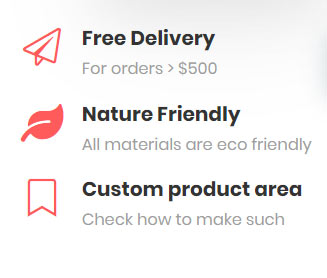 Free Delivery
For orders > $500
Nature Friendly
All materials are eco friendly
Custom product area
Check how to make such